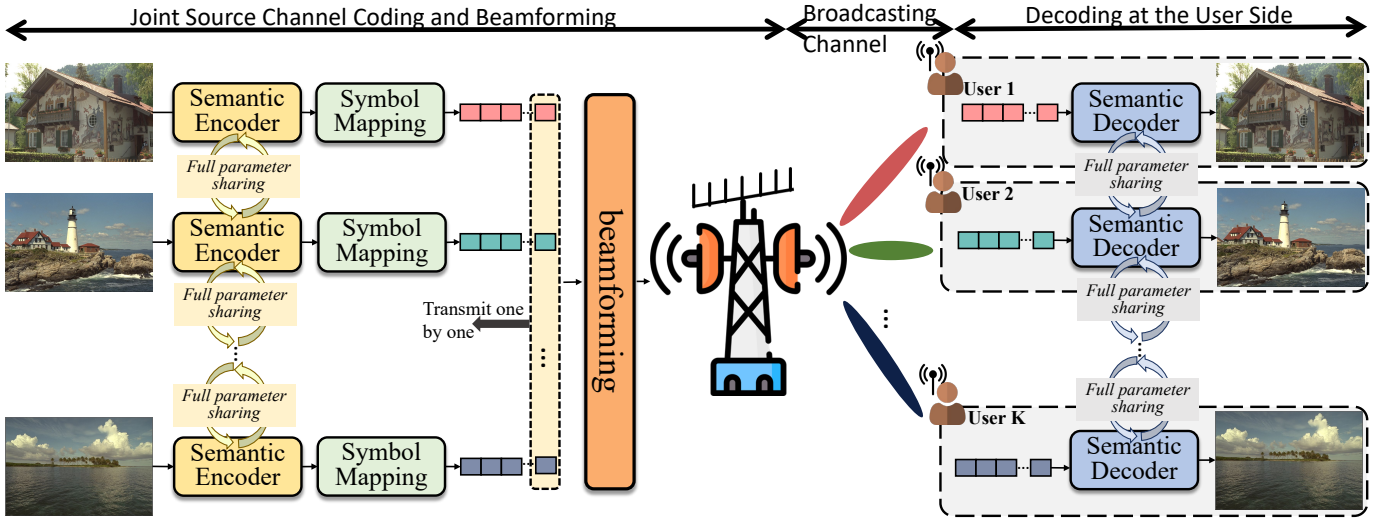 Joint Source Channel Coding and Beamforming
Broadcasting
Channel
Decoding at the User Side
Semantic
Encoder
Symbol
Mapping
User 1
Semantic
Decoder
Full parameter
sharing
Full parameter
sharing
Semantic
Encoder
Symbol
Mapping
User 2
Semantic
Decoder
Full parameter
sharing
Full parameter
sharing
Transmit one
by one
beamforming
...
...
...
...
Full parameter
sharing
Full parameter
sharing
Semantic
Encoder
Symbol
Mapping
User K
Semantic
Decoder